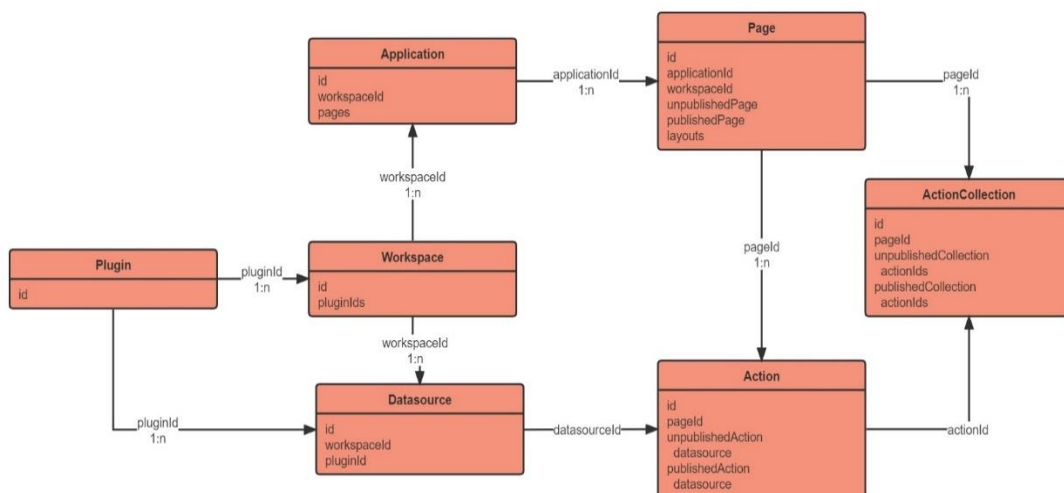 Application
id
workspaceId
pages
applicationId
1:n
Page
id
applicationId
workspaceId
unpublishedPage
publishedPage
layouts
pageId
1:n
workspaceId
1:n
ActionCollection
id
pageId
unpublishedCollection
actionIds
publishedCollection
actionIds
pageId
1:n
Plugin
id
pluginId
1:n
Workspace
id
pluginIds
workspaceId
1:n
pluginId
1:n
Datasource
id
workspaceId
pluginId
datasourceId
Action
id
pageId
unpublishedAction
datasource
publishedAction
datasource
actionId